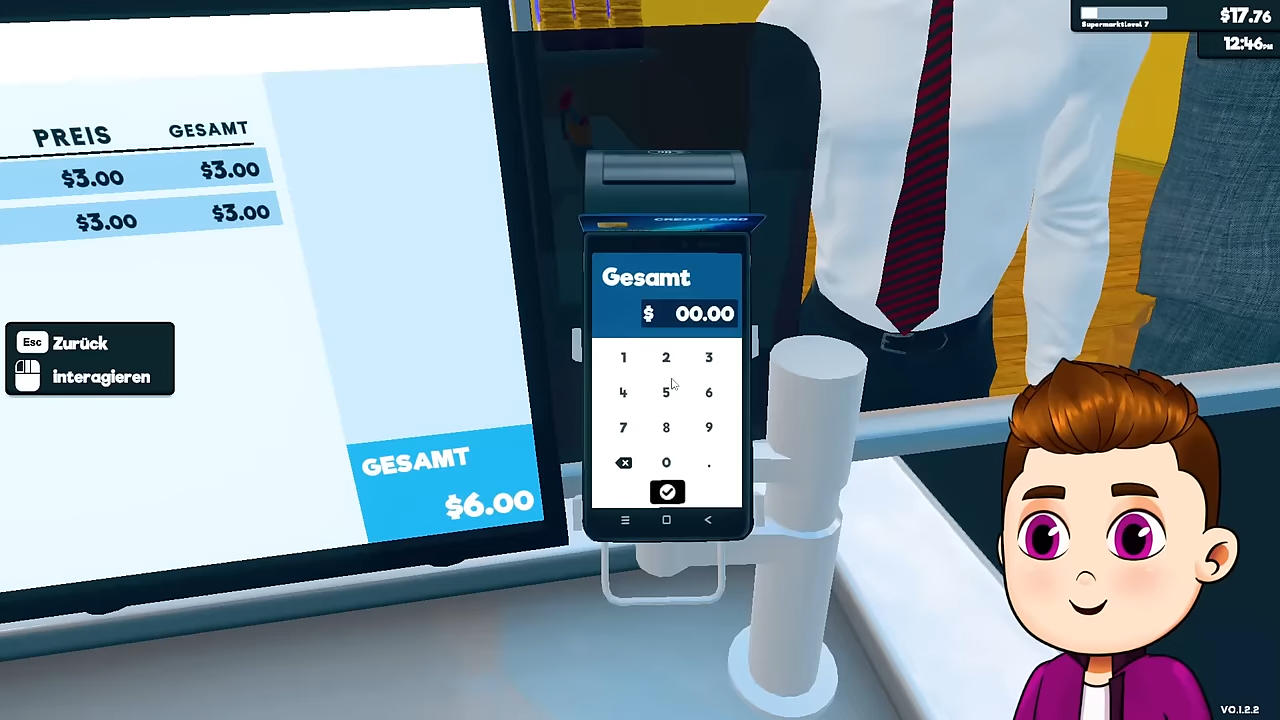 $17.76
Supermarktlevel 7
12:46PM
PREIS GESAMT
$3.00 $3.00
$3.00 $3.00
CREDIT CARD
Gesamt
$ 00.00
1 2 3
4 5 6
7 8 9
0 .
Esc Zurück
interagieren
GESAMT
$6.00
V0.1.2.2